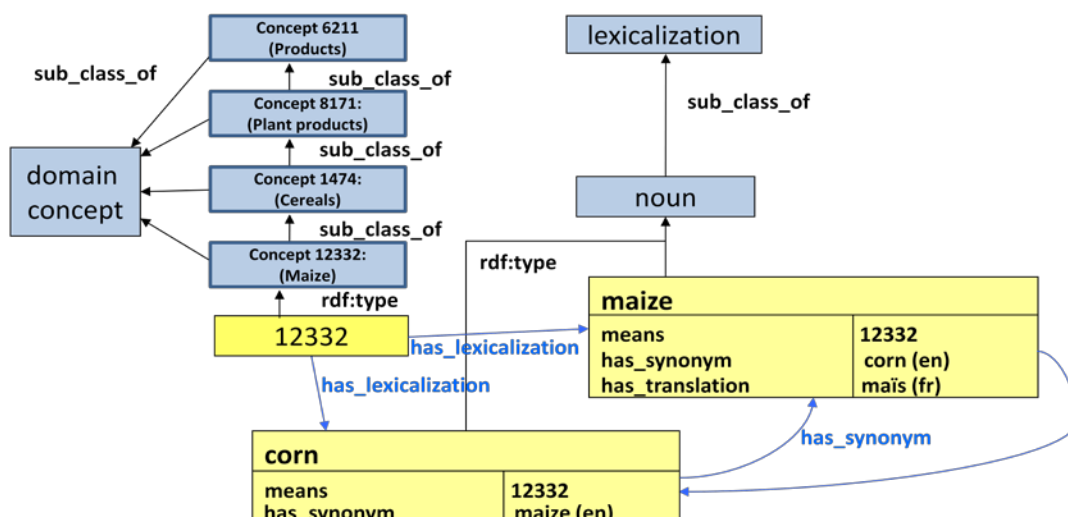 Concept 6211
(Products)
lexicalization
sub_class_of
sub_class_of
Concept 8171:
(Plant products)
sub_class_of
sub_class_of
domain
concept
Concept 1474:
(Cereals)
noun
sub_class_of
Concept 12332:
(Maize)
rdf:type
rdf:type
maize
12332
means 12332
has_lexicalization
has_synonym corn (en)
has_lexicalization
has_translation maïs (fr)
has_synonym
corn
means 12332
has_synonym maize (en)